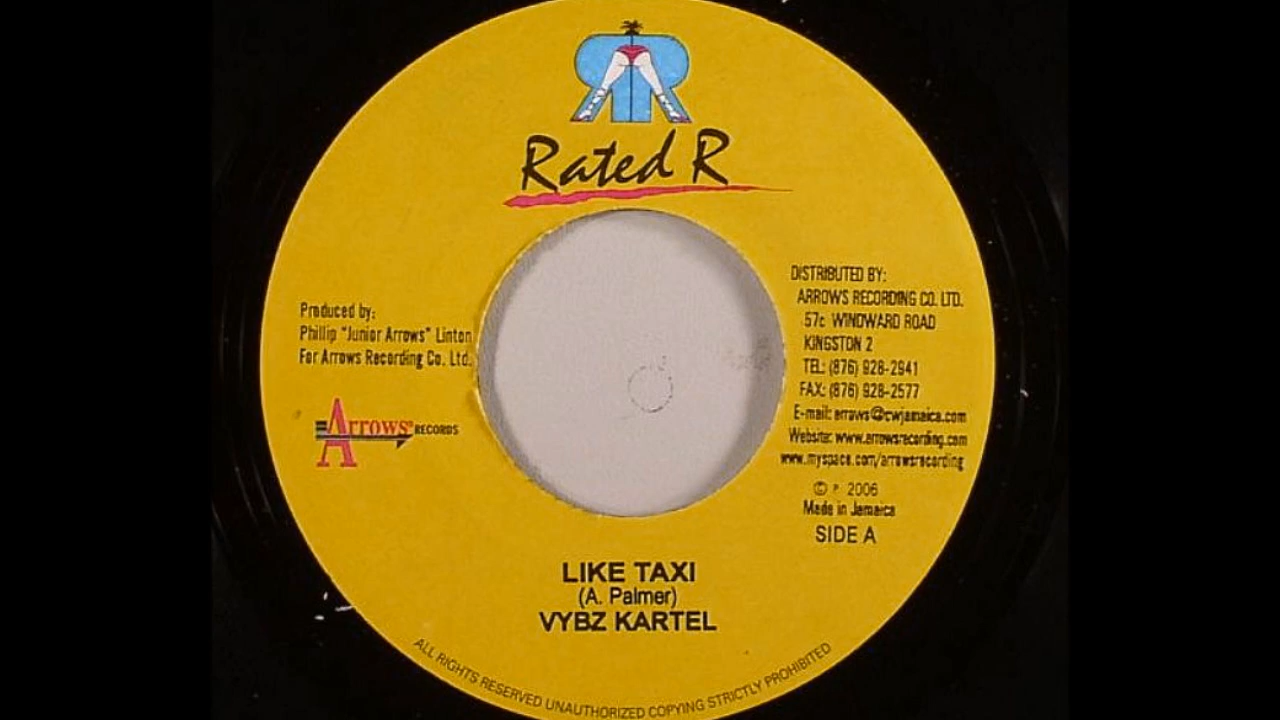 Rated R
Produced by:
Phillip "Junior Arrows" Linton
For Arrows Recording Co. Ltd.
Arrows RECORDS
DISTRIBUTED BY:
ARROWS RECORDING CO. LTD.
57c WINDWARD ROAD
KINGSTON 2
TEL: (876) 928-2941
FAX: (876) 928-2577
E-mail: arrows@cwjamaica.com
Website: www.arrowsrecording.com
www.myspace.com/arrowsrecording
© P 2006
Made in Jamaica
SIDE A
LIKE TAXI
(A. Palmer)
VYBZ KARTEL
ALL RIGHTS RESERVED UNAUTHORIZED COPYING STRICTLY PROHIBITED